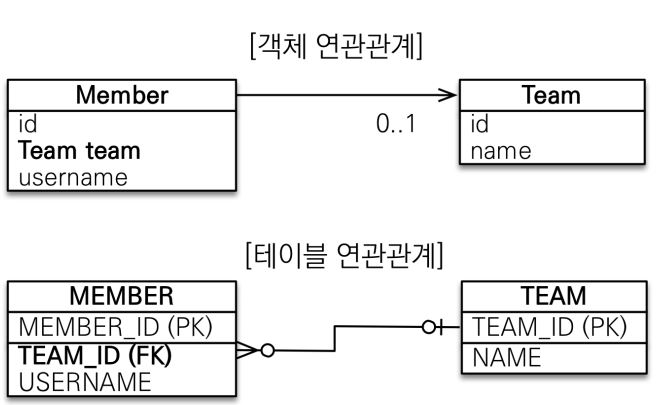 [객체 연관관계]
Member
id
Team team
username
0..1
Team
id
name
[테이블 연관관계]
MEMBER
MEMBER_ID (PK)
TEAM_ID (FK)
USERNAME
TEAM
TEAM_ID (PK)
NAME